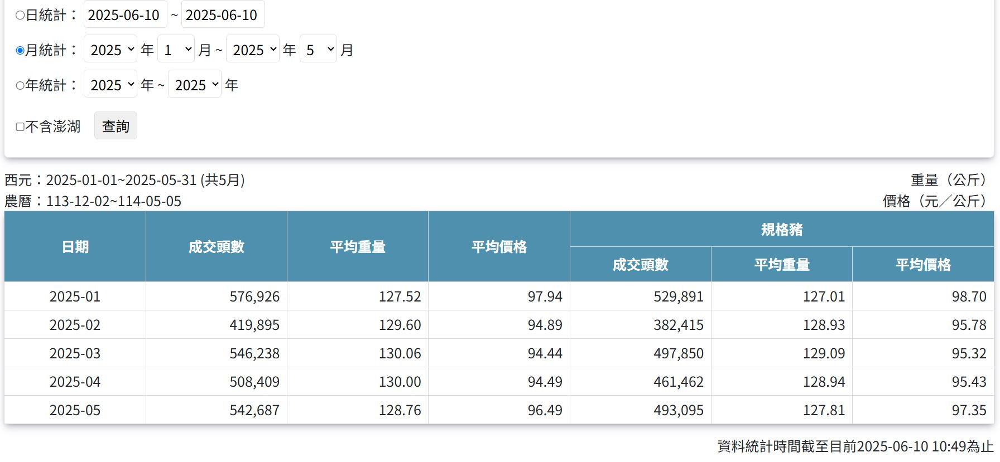 日統計： 2025-06-10 ~ 2025-06-10
月統計： 2025 年 1 月 ~ 2025 年 5 月
年統計： 2025 年 ~ 2025 年
不含澎湖 查詢
西元：2025-01-01~2025-05-31 (共5月) 重量（公斤）
農曆：113-12-02~114-05-05 價格（元／公斤）
日期 成交頭數 平均重量 平均價格 規格豬
成交頭數 平均重量 平均價格
2025-01 576,926 127.52 97.94 529,891 127.01 98.70
2025-02 419,895 129.60 94.89 382,415 128.93 95.78
2025-03 546,238 130.06 94.44 497,850 129.09 95.32
2025-04 508,409 130.00 94.49 461,462 128.94 95.43
2025-05 542,687 128.76 96.49 493,095 127.81 97.35
資料統計時間截至目前2025-06-10 10:49為止